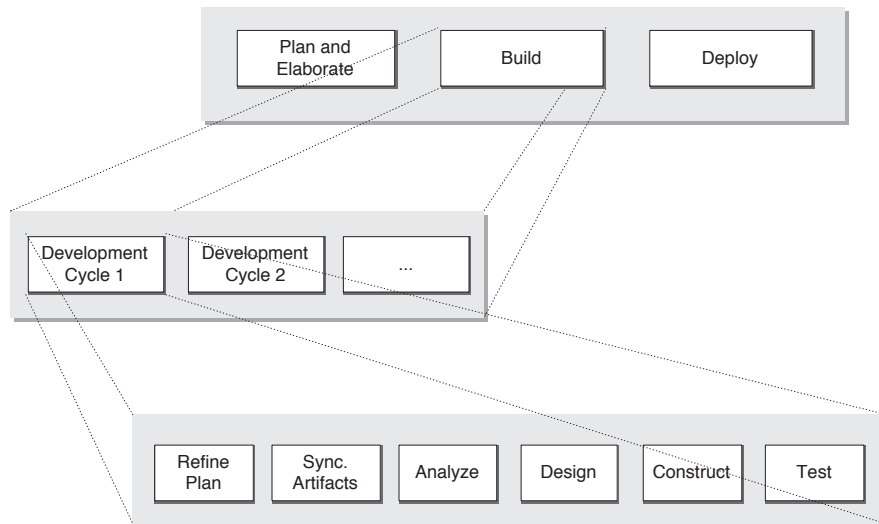 Plan and
Elaborate
Build
Deploy
Development
Cycle 1
Development
Cycle 2
...
Refine
Plan
Sync.
Artifacts
Analyze
Design
Construct
Test